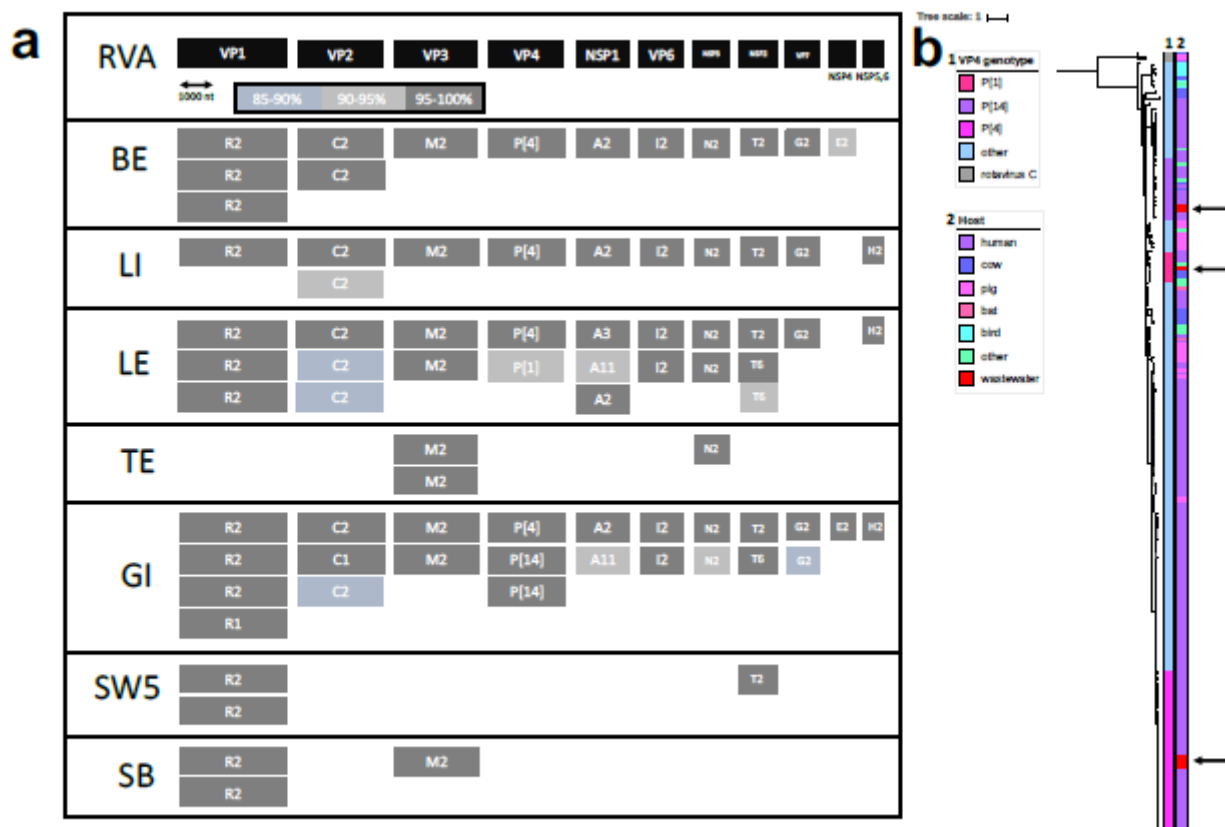 a
RVA VP1 VP2 VP3 VP4 NSP1 VP6 NSP3 VP7
NSP4 NSP5,6
1000 nt
85-90% 90-95% 95-100%
BE R2 C2 M2 P[4] A2 I2 N2 T2 G2 E2
R2 C2
R2
LI R2 C2 M2 P[4] A2 I2 N2 T2 G2 H2
C2
LE R2 C2 M2 P[4] A3 I2 N2 T2 G2 H2
R2 C2 M2 P[1] A11 I2 N2 T6
R2 C2 A2 T6
TE M2 N2
M2
GI R2 C2 M2 P[4] A2 I2 N2 T2 G2 E2 H2
R2 C1 M2 P[14] A11 I2 N2 T6 G2
R2 C2 P[14]
R1
SW5 R2 T2
R2
SB R2 M2
R2
b
Tree scale: 1
1 2
1 VP4 genotype
P[1]
P[14]
P[4]
other
rotavirus C
2 Host
human
cow
pig
bat
bird
other
wastewater